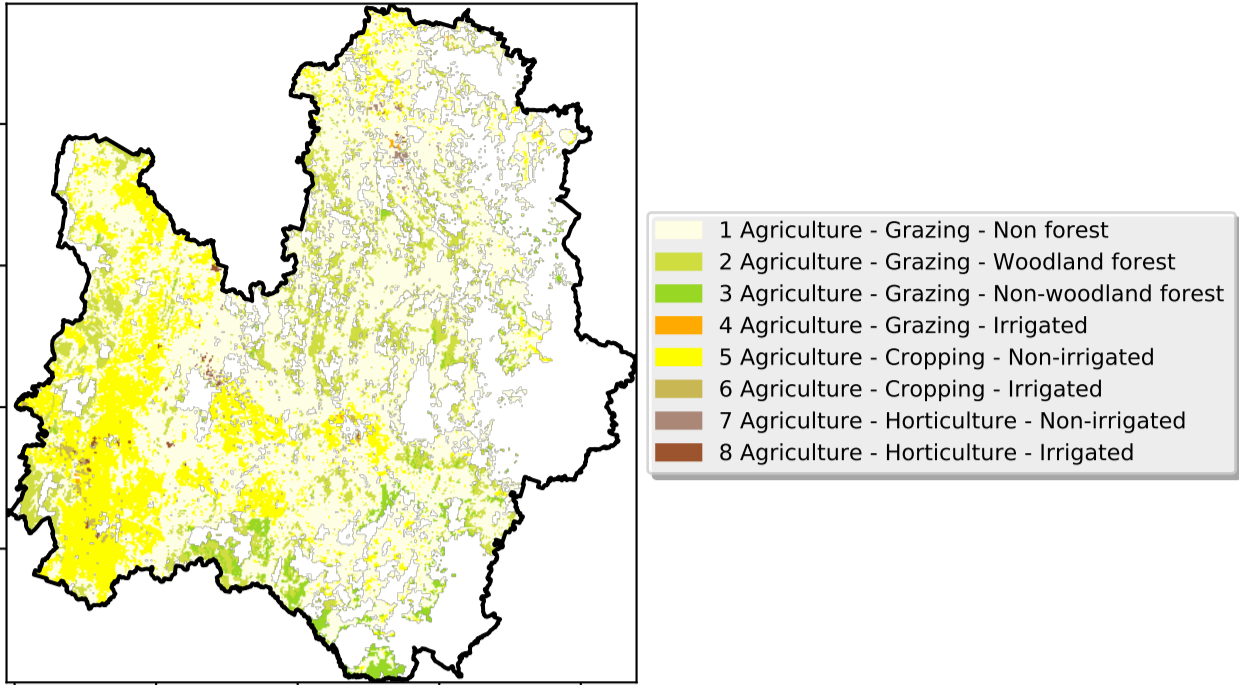 1 Agriculture - Grazing - Non forest
2 Agriculture - Grazing - Woodland forest
3 Agriculture - Grazing - Non-woodland forest
4 Agriculture - Grazing - Irrigated
5 Agriculture - Cropping - Non-irrigated
6 Agriculture - Cropping - Irrigated
7 Agriculture - Horticulture - Non-irrigated
8 Agriculture - Horticulture - Irrigated